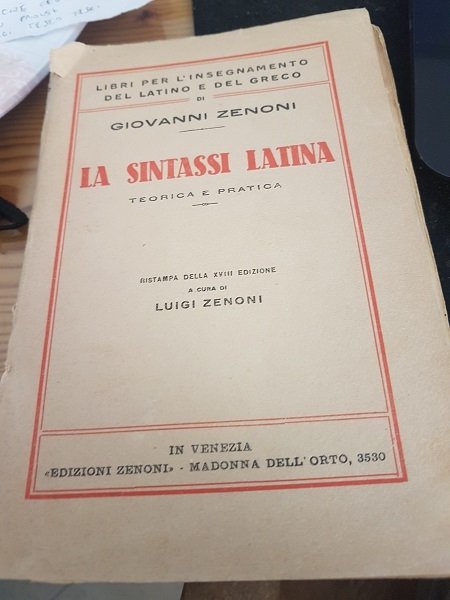 LIBRI PER L'INSEGNAMENTO
DEL LATINO E DEL GRECO
DI
GIOVANNI ZENONI
LA SINTASSI LATINA
TEORICA E PRATICA
RISTAMPA DELLA XVIII EDIZIONE
A CURA DI
LUIGI ZENONI
IN VENEZIA
«EDIZIONI ZENONI» - MADONNA DELL'ORTO, 3530